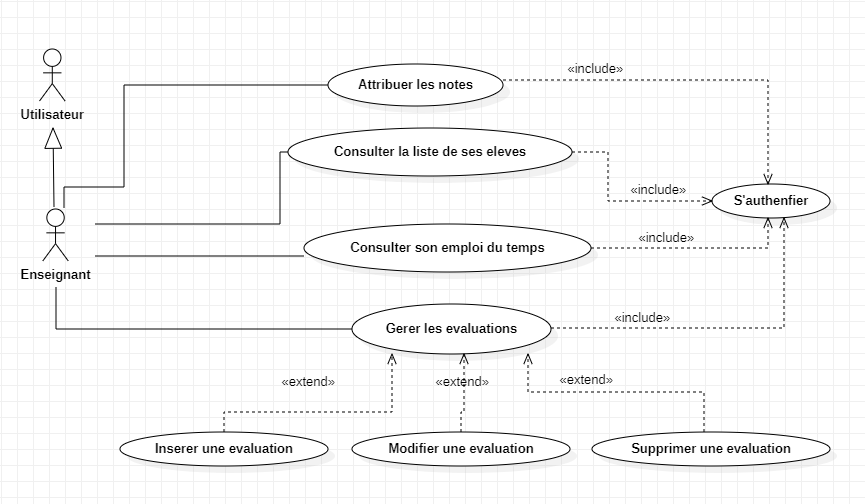 «include»
Attribuer les notes
Utilisateur
Consulter la liste de ses eleves
«include»
S'authenfier
«include»
Consulter son emploi du temps
Enseignant
«include»
Gerer les evaluations
«extend»
«extend»
«extend»
Inserer une evaluation
Modifier une evaluation
Supprimer une evaluation